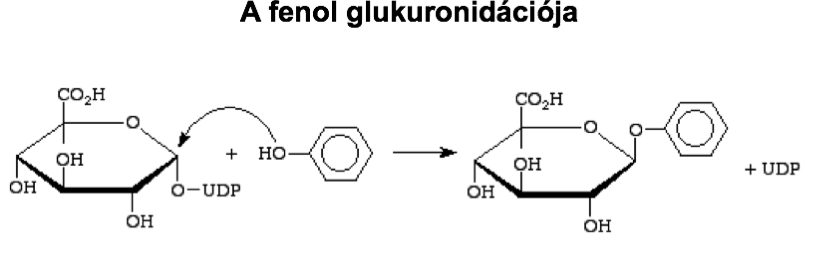 A fenol glukuronidációja
CO₂H
O
OH
OH
O–UDP
OH
+
HO
CO₂H
O
O
OH
OH
OH
+ UDP